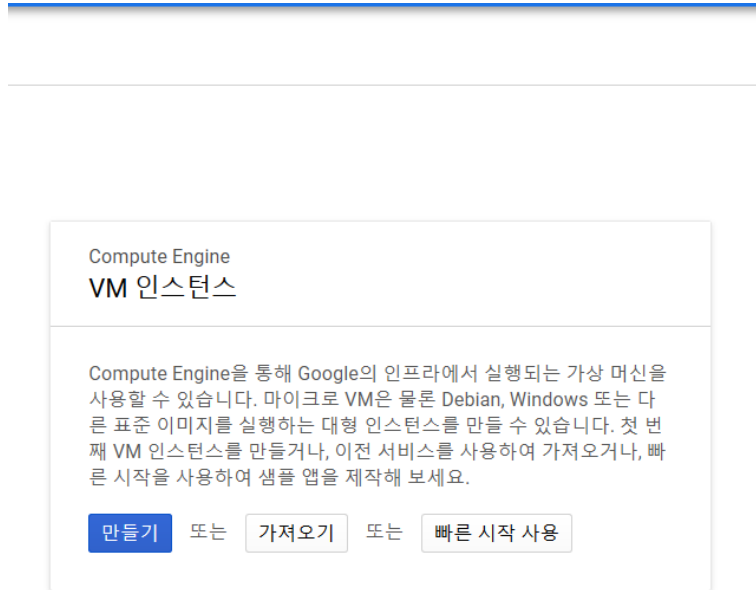 Compute Engine
VM 인스턴스
Compute Engine을 통해 Google의 인프라에서 실행되는 가상 머신을
사용할 수 있습니다. 마이크로 VM은 물론 Debian, Windows 또는 다
른 표준 이미지를 실행하는 대형 인스턴스를 만들 수 있습니다. 첫 번
째 VM 인스턴스를 만들거나, 이전 서비스를 사용하여 가져오거나, 빠
른 시작을 사용하여 샘플 앱을 제작해 보세요.
만들기 또는 가져오기 또는 빠른 시작 사용